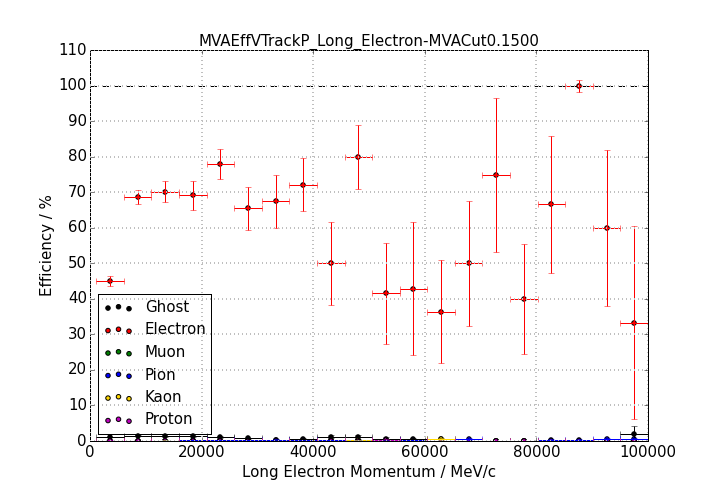 MVAEffVTrackP_Long_Electron-MVACut0.1500
110
100
90
80
70
60
50
40
30
20
10
0
Efficiency / %
Ghost
Electron
Muon
Pion
Kaon
Proton
0 20000 40000 60000 80000 100000
Long Electron Momentum / MeV/c